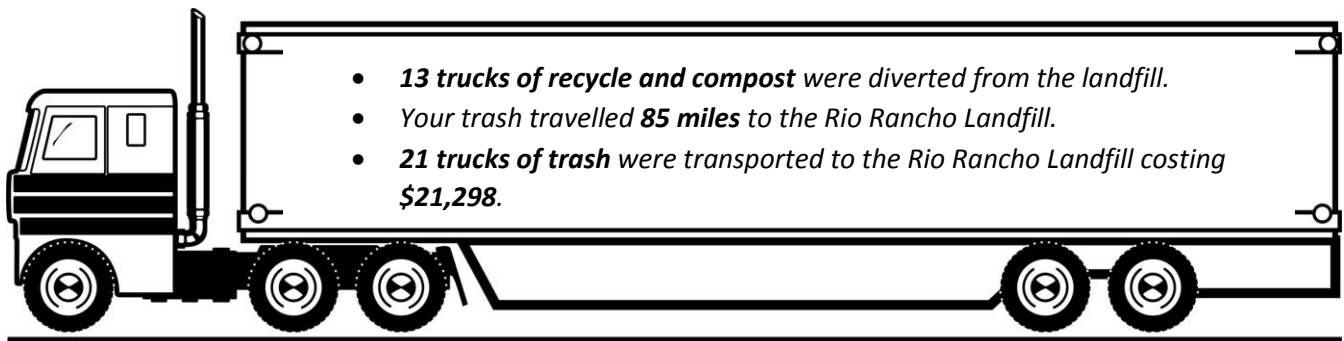 • 13 trucks of recycle and compost were diverted from the landfill.
• Your trash travelled 85 miles to the Rio Rancho Landfill.
• 21 trucks of trash were transported to the Rio Rancho Landfill costing
$21,298.